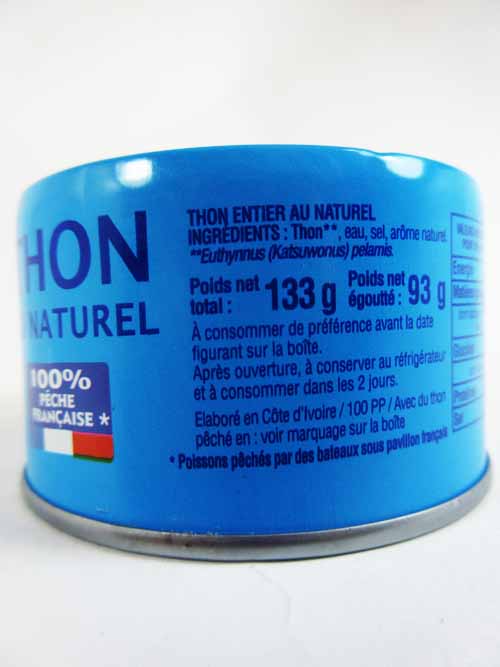 THON
NATUREL
100%
PÊCHE
FRANÇAISE *
THON ENTIER AU NATUREL
INGRÉDIENTS : Thon**, eau, sel, arôme naturel.
**Euthynnus (Katsuwonus) pelamis.
Poids net total : 133 g
Poids net égoutté : 93 g
À consommer de préférence avant la date
figurant sur la boîte.
Après ouverture, à conserver au réfrigérateur
et à consommer dans les 2 jours.
Elaboré en Côte d'Ivoire / 100 PP / Avec du thon
pêché en : voir marquage sur la boîte
* Poissons pêchés par des bateaux sous pavillon français
Energie
Sel